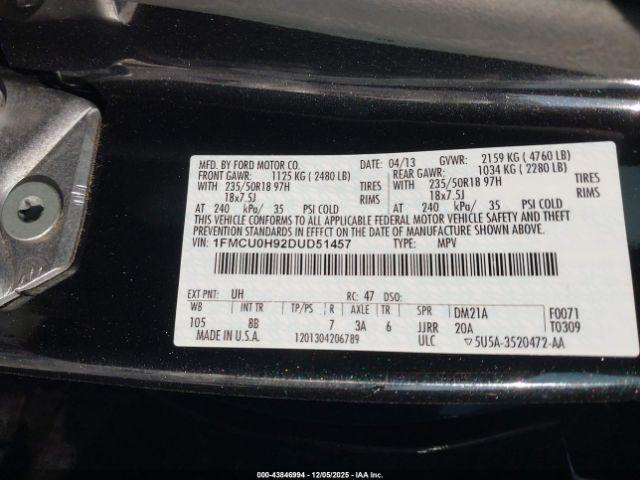 MFD. BY FORD MOTOR CO. DATE: 04/13 GVWR: 2159 KG ( 4760 LB)
FRONT GAWR: 1125 KG ( 2480 LB) REAR GAWR: 1034 KG ( 2280 LB)
WITH 235/50R18 97H TIRES WITH 235/50R18 97H TIRES
18x7.5J RIMS 18x7.5J RIMS
AT 240 kPa/ 35 PSI COLD AT 240 kPa/ 35 PSI COLD
THIS VEHICLE CONFORMS TO ALL APPLICABLE FEDERAL MOTOR VEHICLE SAFETY AND THEFT PREVENTION
STANDARDS IN EFFECT ON THE DATE OF MANUFACTURE SHOWN ABOVE.
VIN: 1FMCU0H92DUD51457 TYPE: MPV
EXT PNT: UH RC: 47 DSO:
WB INT TR TP/PS R AXLE TR SPR DM21A F0071
105 8B 7 3A 6 JJRR 20A T0309
MADE IN U.S.A. 1201304206789 ULC ▽5U5A-3520472-AA
000-43846994 • 12/05/2025 • IAA Inc.